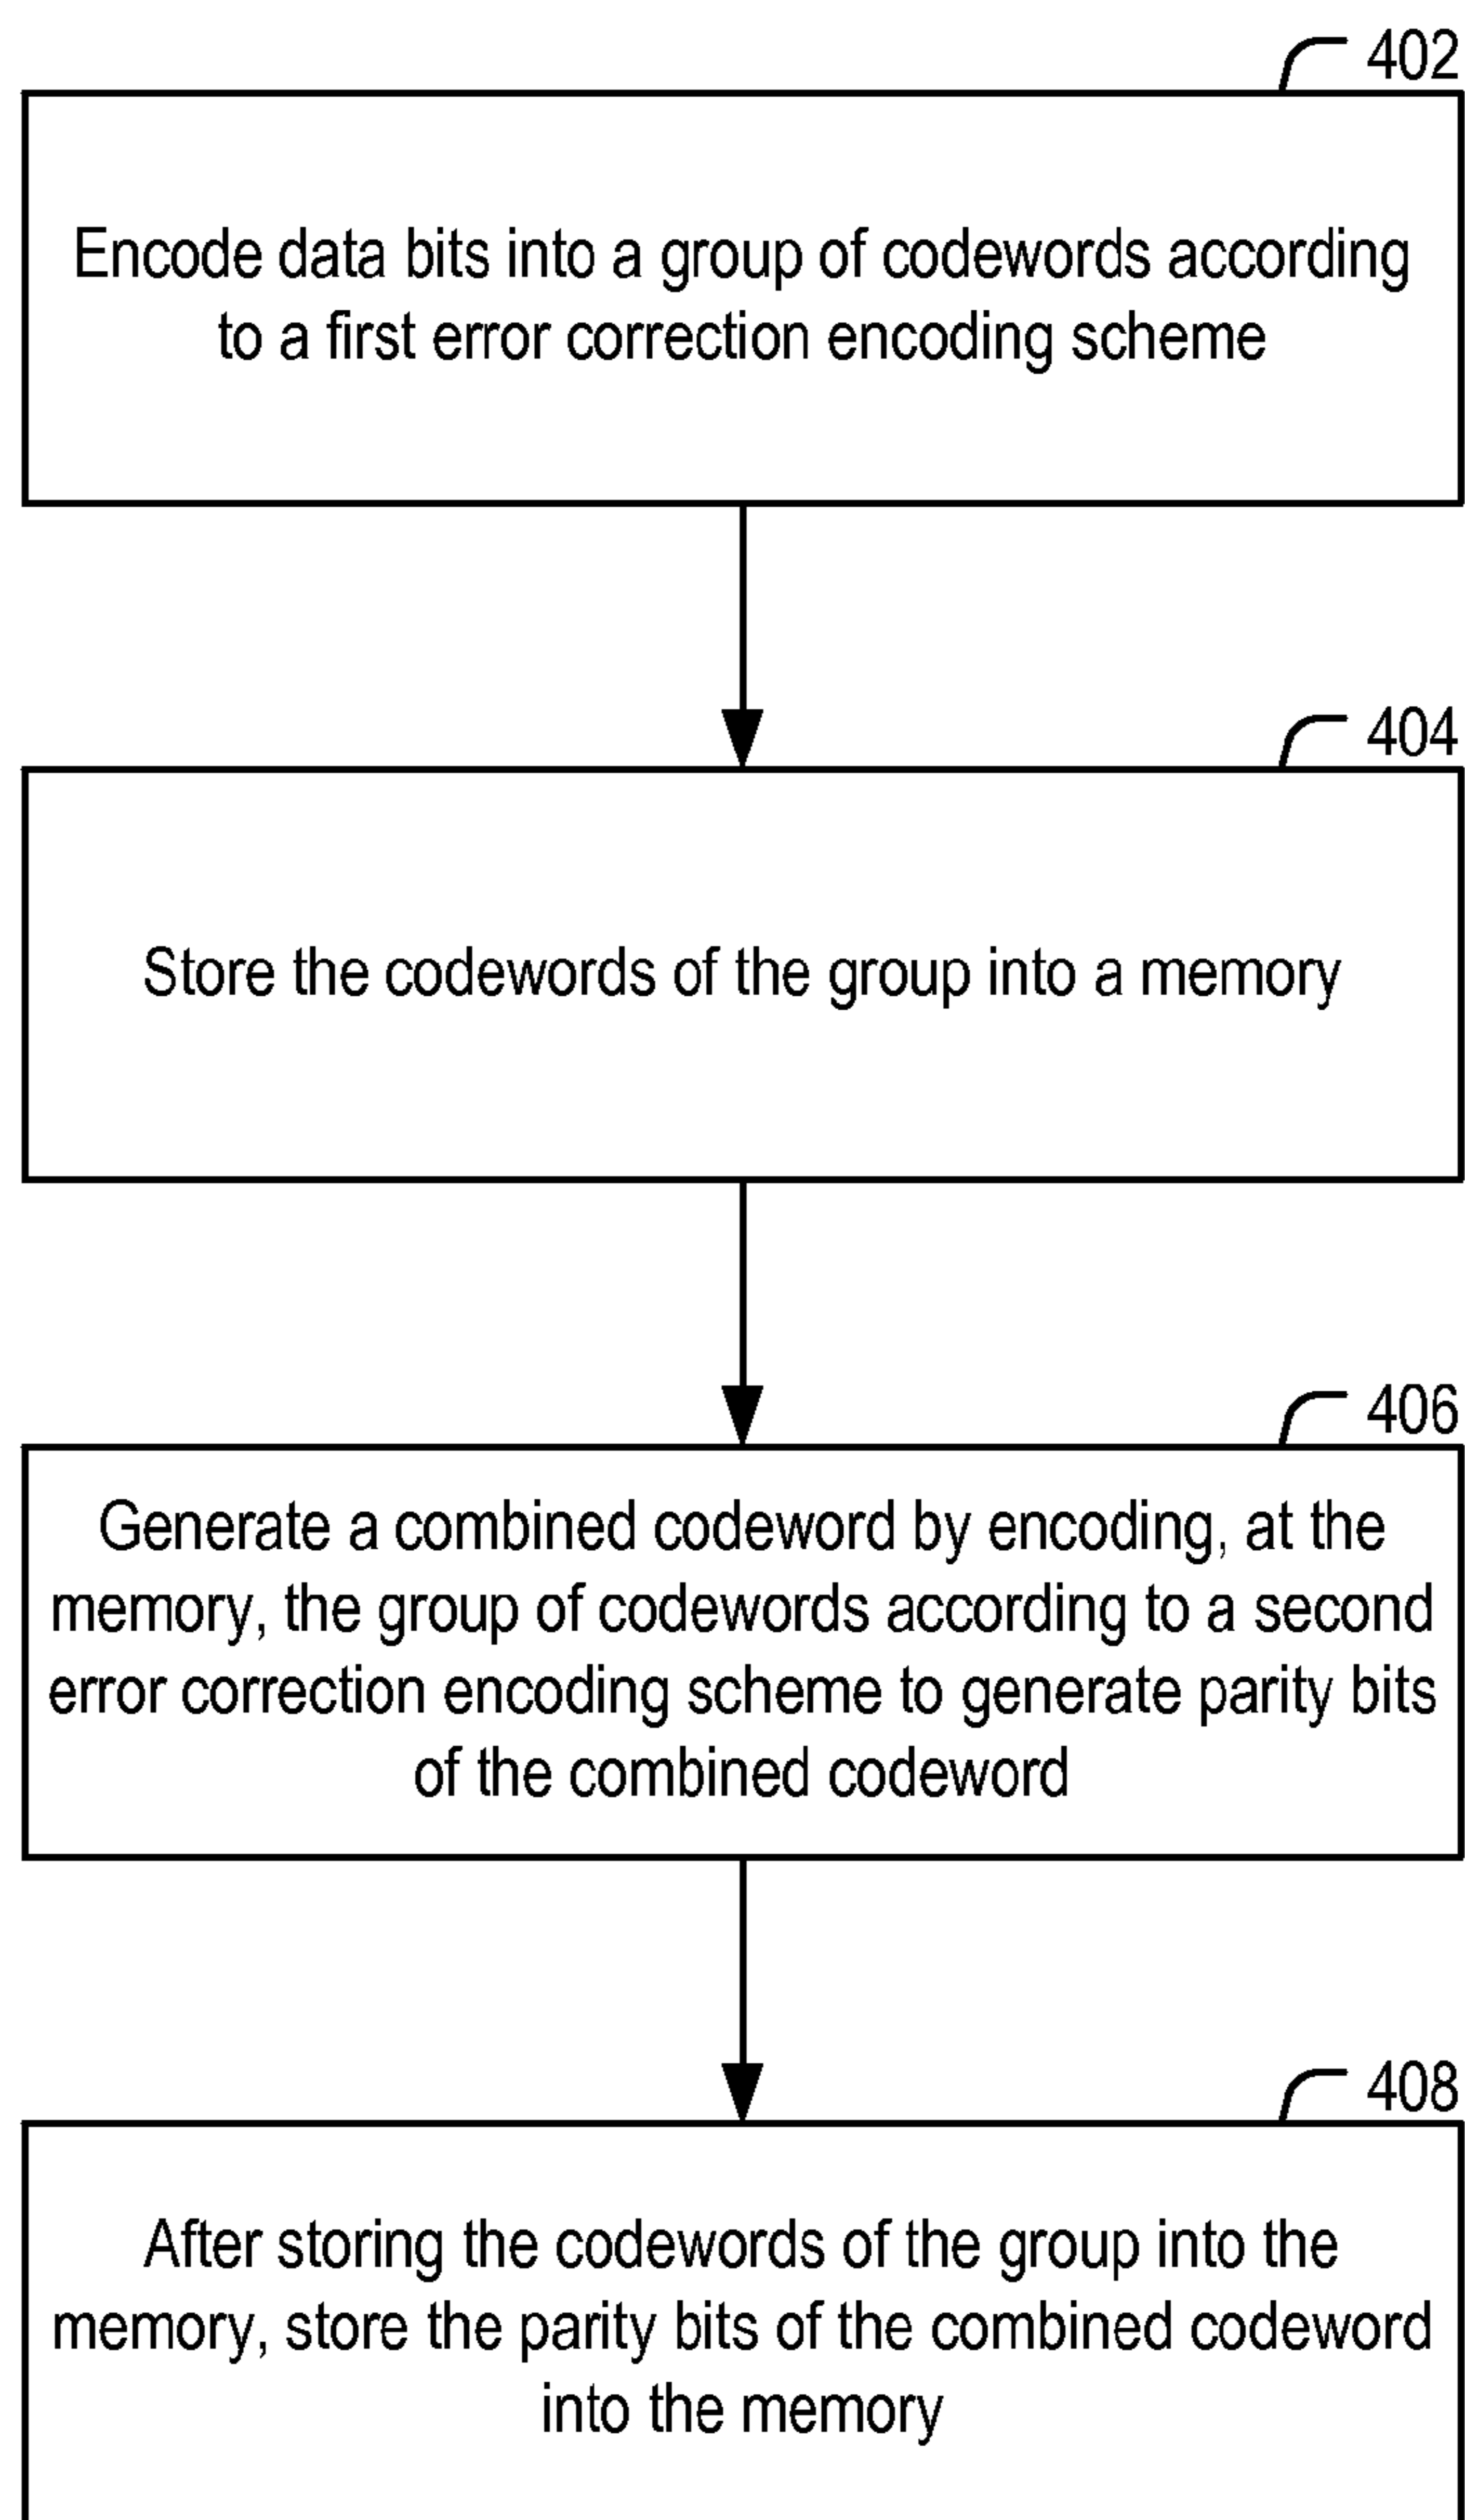 402
Encode data bits into a group of codewords according
to a first error correction encoding scheme
404
Store the codewords of the group into a memory
406
Generate a combined codeword by encoding, at the
memory, the group of codewords according to a second
error correction encoding scheme to generate parity bits
of the combined codeword
408
After storing the codewords of the group into the
memory, store the parity bits of the combined codeword
into the memory